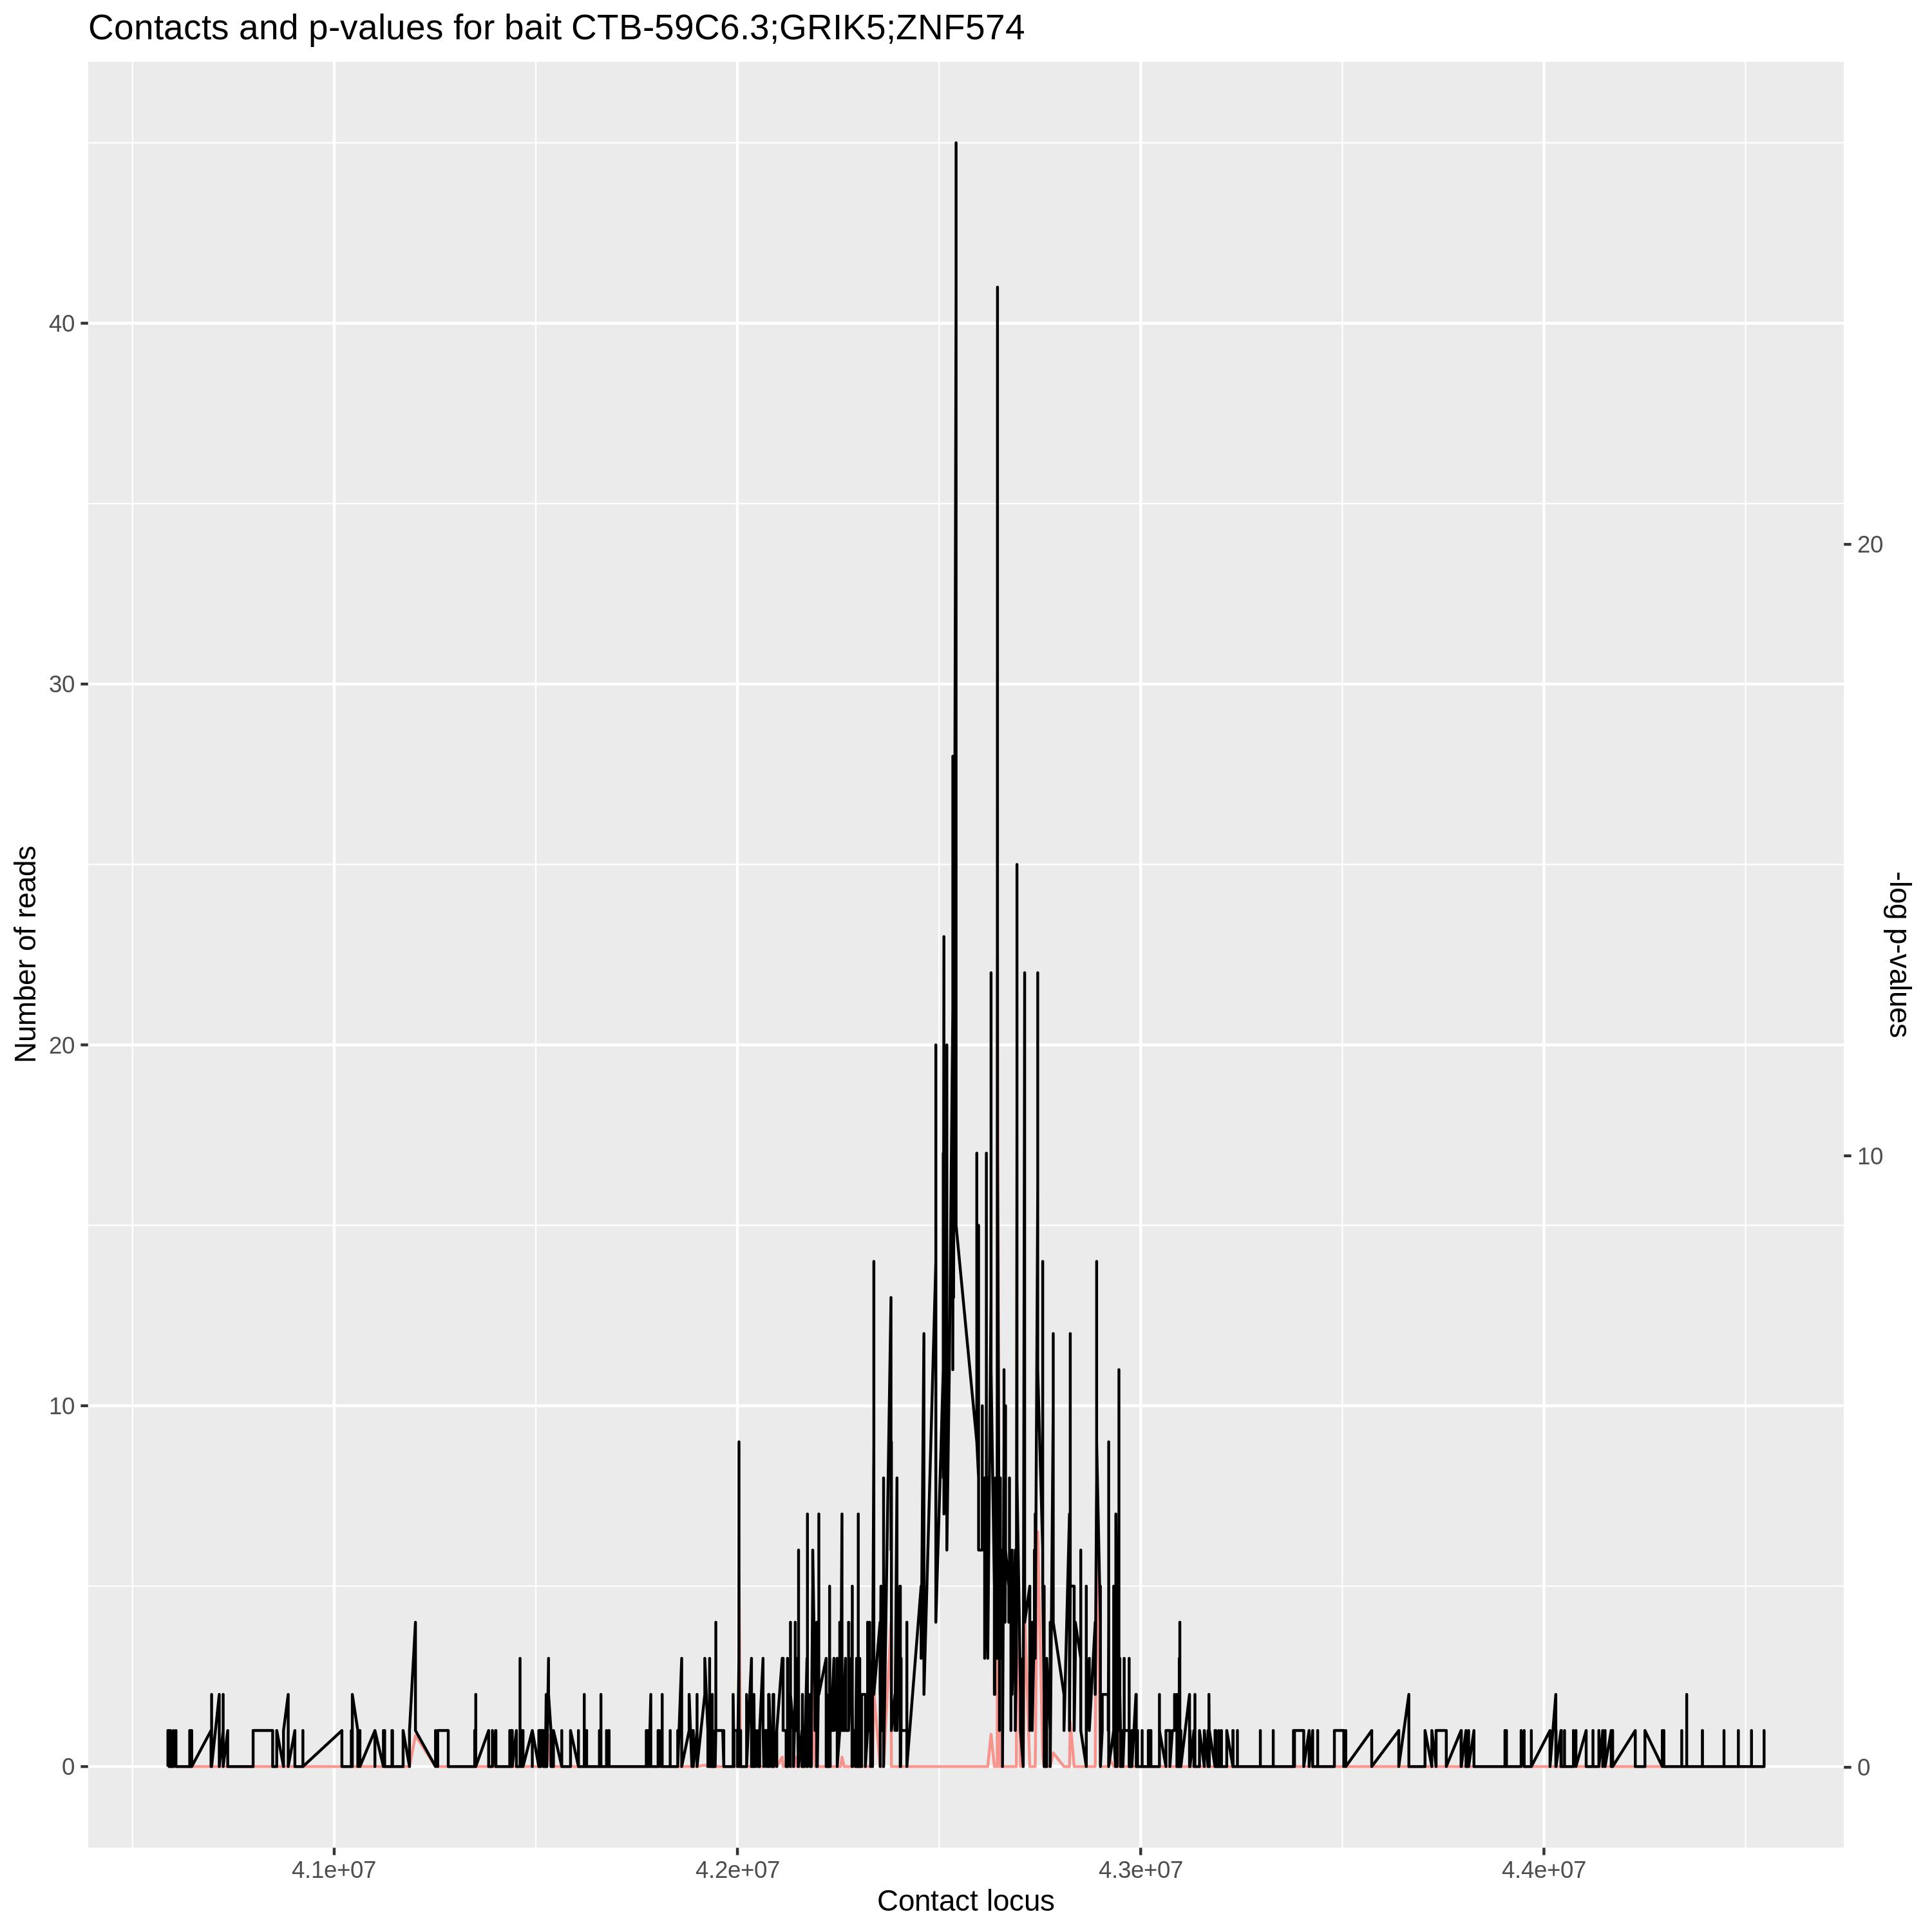 Contacts and p-values for bait CTB-59C6.3;GRIK5;ZNF574
40
30
20
10
0
Number of reads
20
10
0
-log p-values
4.1e+07 4.2e+07 4.3e+07 4.4e+07
Contact locus